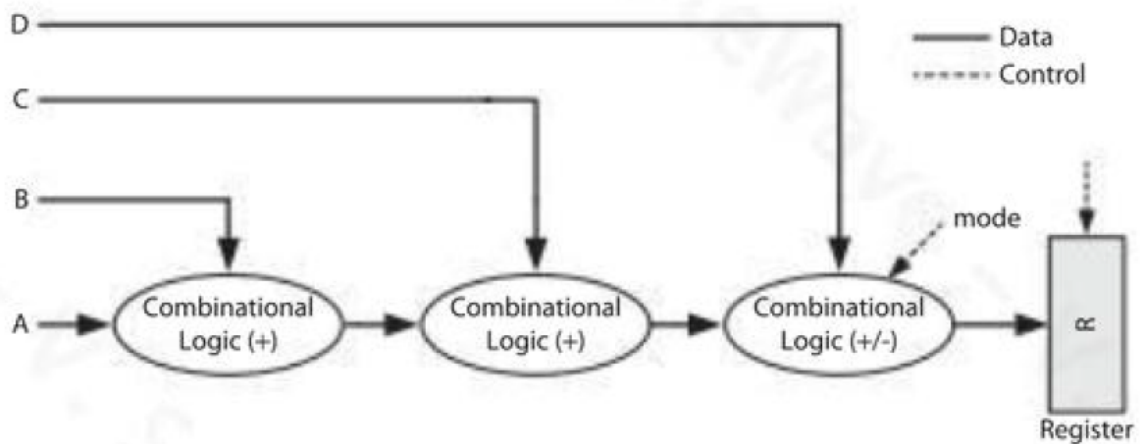 D
Data
Control
C
B
mode
A
Combinational
Logic (+)
Combinational
Logic (+)
Combinational
Logic (+/-)
R
Register